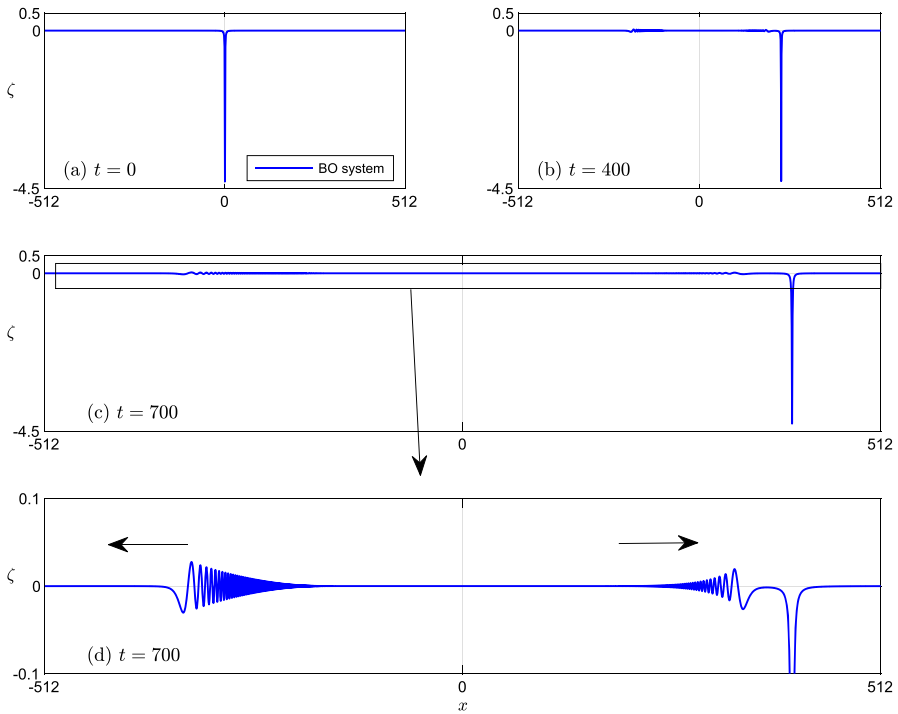 0.5 0.5
0 0
ζ
(a) t = 0 BO system (b) t = 400
-4.5 -4.5
-512 0 512 -512 0 512
0.5
0
ζ
(c) t = 700
-4.5
-512 0 512
0.1
ζ 0
(d) t = 700
-0.1
-512 0 512
x